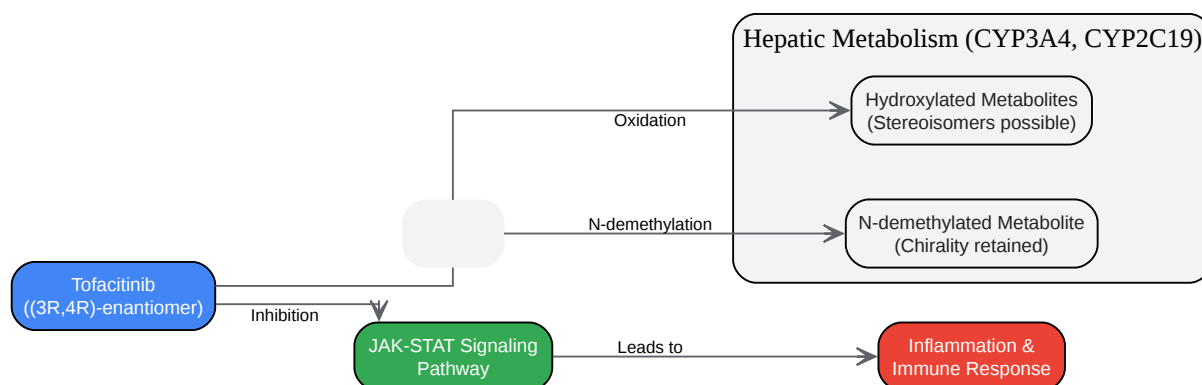 Hepatic Metabolism (CYP3A4, CYP2C19)
Hydroxylated Metabolites
(Stereoisomers possible)
Oxidation
N-demethylation
N-demethylated Metabolite
(Chirality retained)
Tofacitinib
((3R,4R)-enantiomer)
Inhibition
JAK-STAT Signaling
Pathway
Leads to
Inflammation &
Immune Response